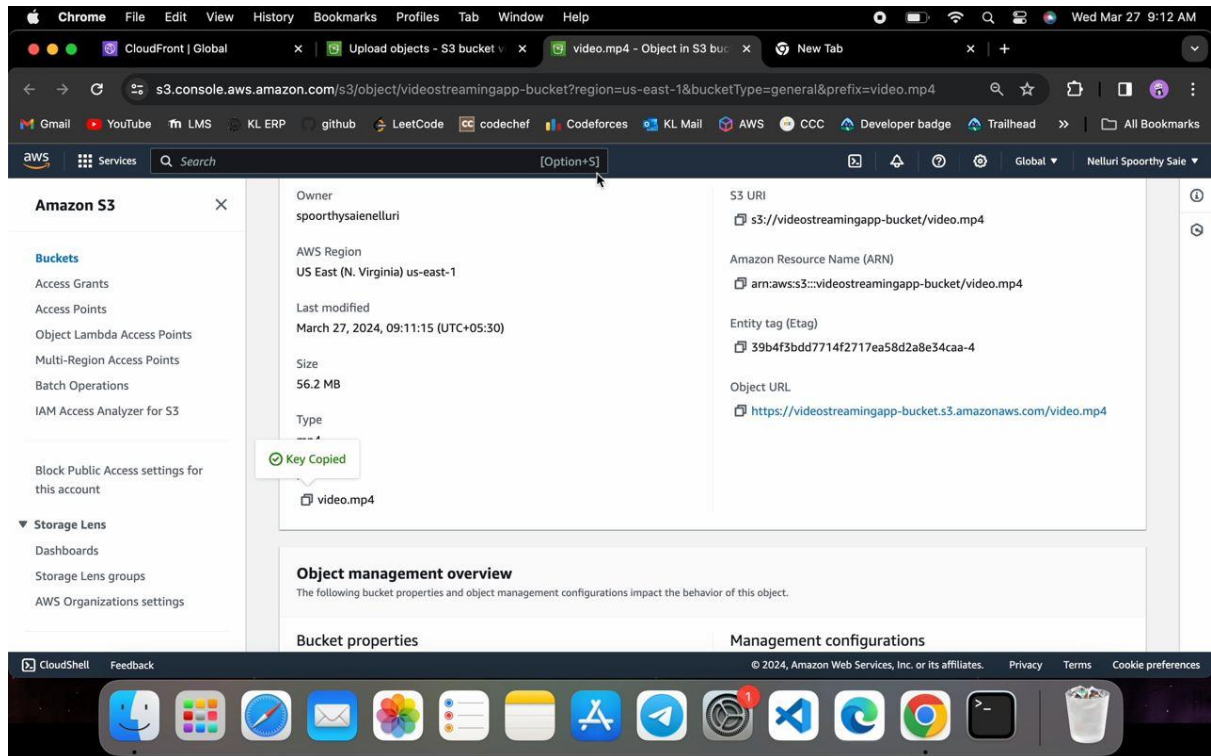 Chrome File Edit View History Bookmarks Profiles Tab Window Help Wed Mar 27 9:12 AM
CloudFront | Global Upload objects - S3 bucket v video.mp4 - Object in S3 buc New Tab
s3.console.aws.amazon.com/s3/object/videostreamingapp-bucket?region=us-east-1&bucketType=general&prefix=video.mp4
Gmail YouTube LMS KL ERP github LeetCode codechef Codeforces KL Mail AWS CCC Developer badge Trailhead » All Bookmarks
aws Services Search [Option+S] Global Nelluri Spoorthy Saie
Amazon S3
Buckets
Access Grants
Access Points
Object Lambda Access Points
Multi-Region Access Points
Batch Operations
IAM Access Analyzer for S3
Block Public Access settings for
this account
Storage Lens
Dashboards
Storage Lens groups
AWS Organizations settings
Owner
spoorthysaienelluri
AWS Region
US East (N. Virginia) us-east-1
Last modified
March 27, 2024, 09:11:15 (UTC+05:30)
Size
56.2 MB
Type
Key Copied
video.mp4
S3 URI
s3://videostreamingapp-bucket/video.mp4
Amazon Resource Name (ARN)
arn:aws:s3:::videostreamingapp-bucket/video.mp4
Entity tag (Etag)
39b4f3bdd7714f2717ea58d2a8e34caa-4
Object URL
https://videostreamingapp-bucket.s3.amazonaws.com/video.mp4
Object management overview
The following bucket properties and object management configurations impact the behavior of this object.
Bucket properties
Management configurations
CloudShell Feedback © 2024, Amazon Web Services, Inc. or its affiliates. Privacy Terms Cookie preferences
1